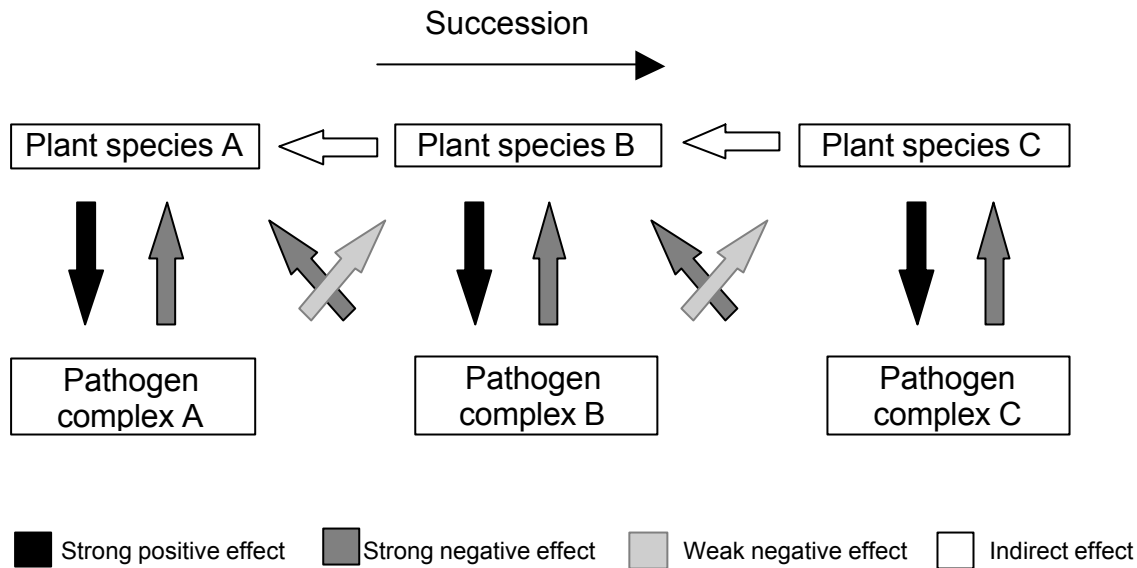 Succession
Plant species A
Plant species B
Plant species C
Pathogen
complex A
Pathogen
complex B
Pathogen
complex C
Strong positive effect
Strong negative effect
Weak negative effect
Indirect effect